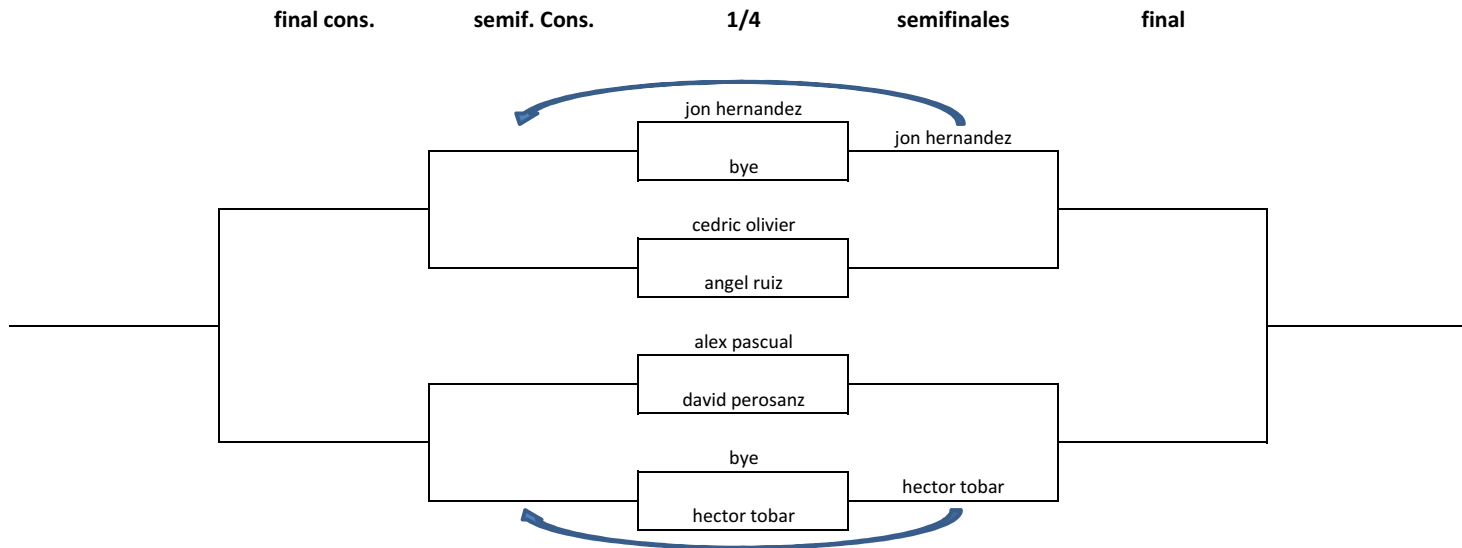 final cons. semif. Cons. 1/4 semifinales final
jon hernandez
jon hernandez
bye
cedric olivier
angel ruiz
alex pascual
david perosanz
bye
hector tobar
hector tobar